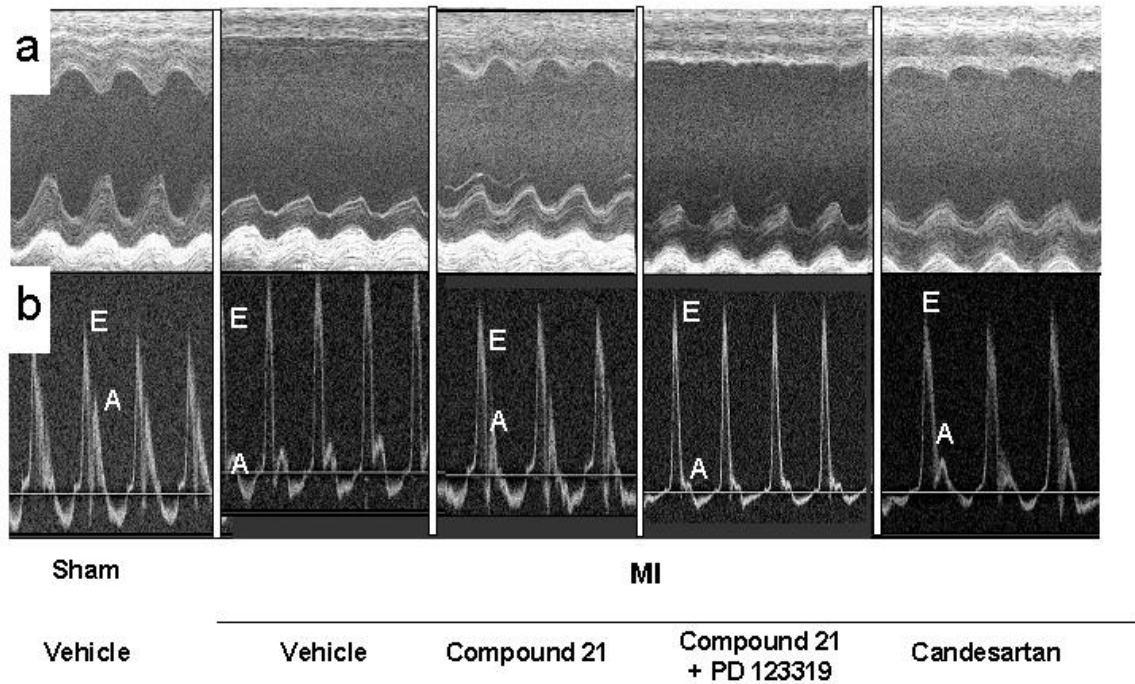 a
b
E
A
E
A
E
A
E
A
E
A
Sham
MI
Vehicle
Vehicle
Compound 21
Compound 21
+ PD 123319
Candesartan